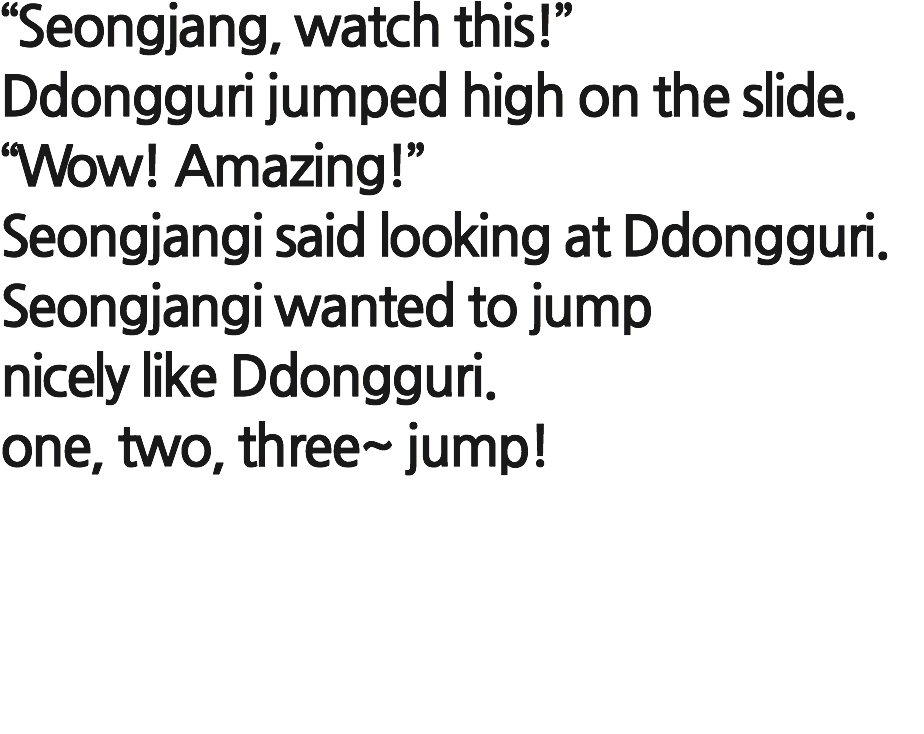 “Seongjang, watch this!”
Ddongguri jumped high on the slide.
“Wow! Amazing!”
Seongjangi said looking at Ddongguri.
Seongjangi wanted to jump
nicely like Ddongguri.
one, two, three~ jump!